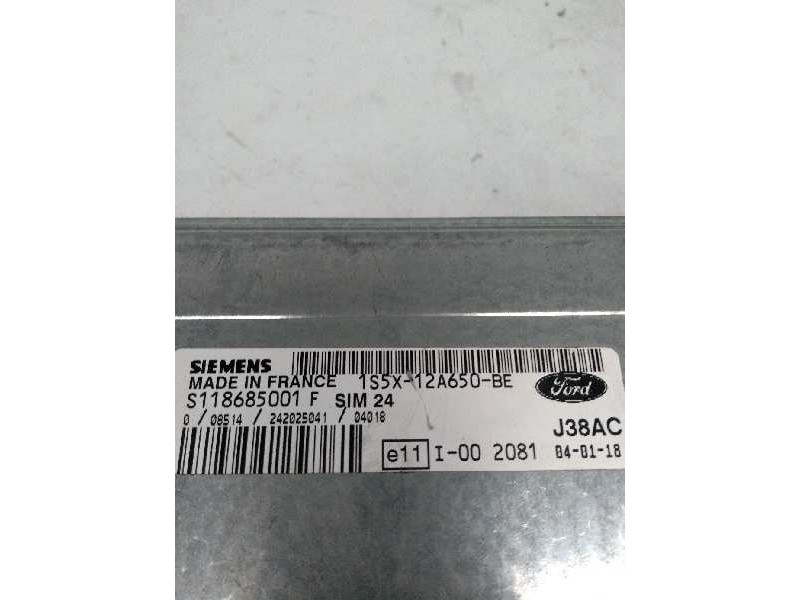 SIEMENS
MADE IN FRANCE 1S5X-12A650-BE
S118685001 F SIM 24
0 / 08514 / 242025041 / 04018
Ford
J38AC
e11 I-00 2081 04-01-18